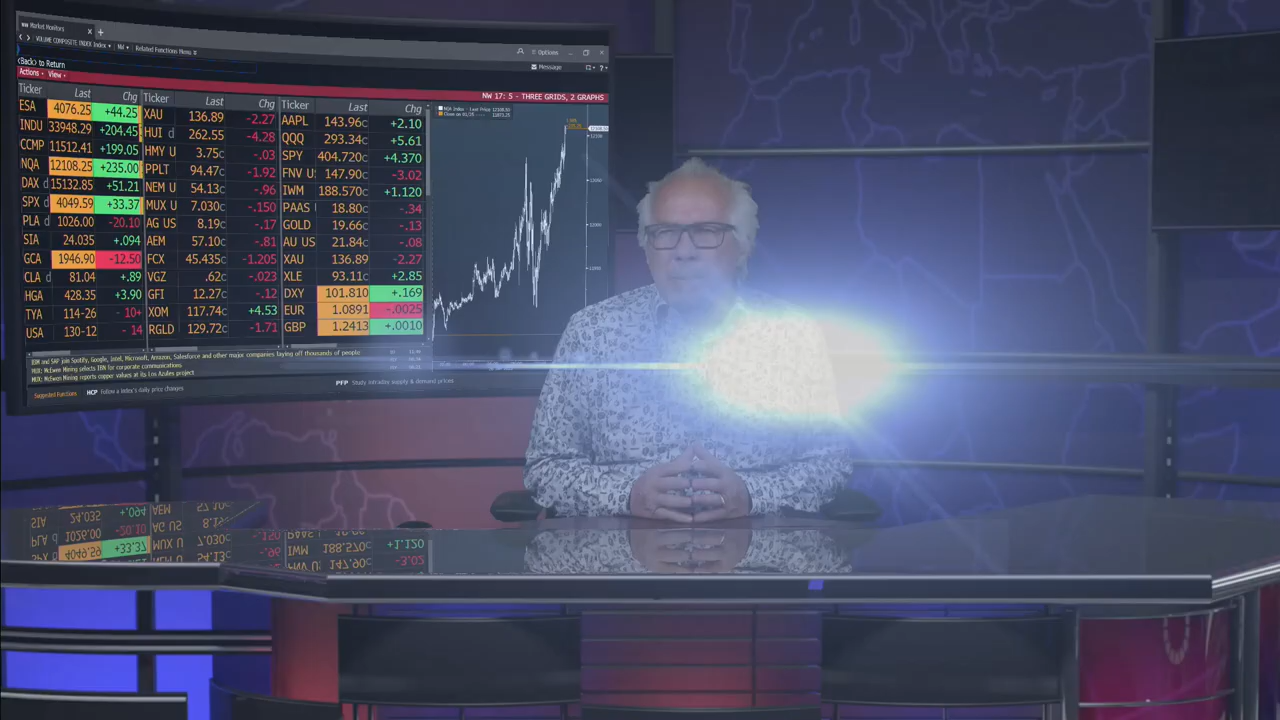 Market Monitors
VOLUME COMPOSITE INDEX Index NW Related Functions Menu
Options
<Back> to Return
Message
Actions View
NW 17: 5 - THREE GRIDS, 2 GRAPHS
Ticker Last Chg Ticker Last Chg Ticker Last Chg
ESA 4076.25 +44.25 XAU 136.89 -2.27 AAPL 143.96c +2.10
INDU 33948.29 +204.45 HUI d 262.55 -4.28 QQQ 293.34c +5.61
CCMP 11512.41 +199.05 HMY U 3.75c -.03 SPY 404.720c +4.370
NQA 12108.25 +235.00 PPLT 94.47c -1.92 FNV U 147.90c -3.02
DAX d 15132.85 +51.21 NEM U 54.13c -.96 IWM 188.570c +1.120
SPX d 4049.59 +33.37 MUX U 7.030c -.150 PAAS 18.80c -.34
PLA d 1026.00 -20.10 AG US 8.19c -.17 GOLD 19.66c -.13
SIA 24.035 +.094 AEM 57.10c -.81 AU US 21.84c -.08
GCA 1946.90 -12.50 FCX 45.435c -1.205 XAU 136.89 -2.27
CLA d 81.04 +.89 VGZ .62c -.023 XLE 93.11c +2.85
HGA 428.35 +3.90 GFI 12.27c -.12 DXY 101.810 +.169
TYA 114-26 - 10+ XOM 117.74c +4.53 EUR 1.0891 -.0025
USA 130-12 - 14 RGLD 129.72c -1.71 GBP 1.2413 +.0010
IBM and SAP join Spotify, Google, Intel, Microsoft, Amazon, Salesforce and other major companies laying off thousands of people
MUX: McEwen Mining selects IBN for corporate communications
MUX: McEwen Mining reports copper values at its Los Azules project
Suggested Functions HCP Follow a index's daily price changes PFP Study intraday supply & demand prices